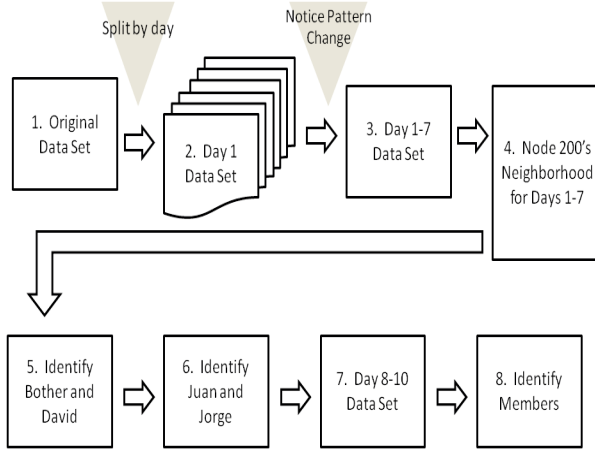 Split by day
Notice Pattern
Change
1. Original
Data Set
2. Day 1
Data Set
3. Day 1-7
Data Set
4. Node 200's
Neighborhood
for Days 1-7
5. Identify
Bother and
David
6. Identify
Juan and
Jorge
7. Day 8-10
Data Set
8. Identify
Members